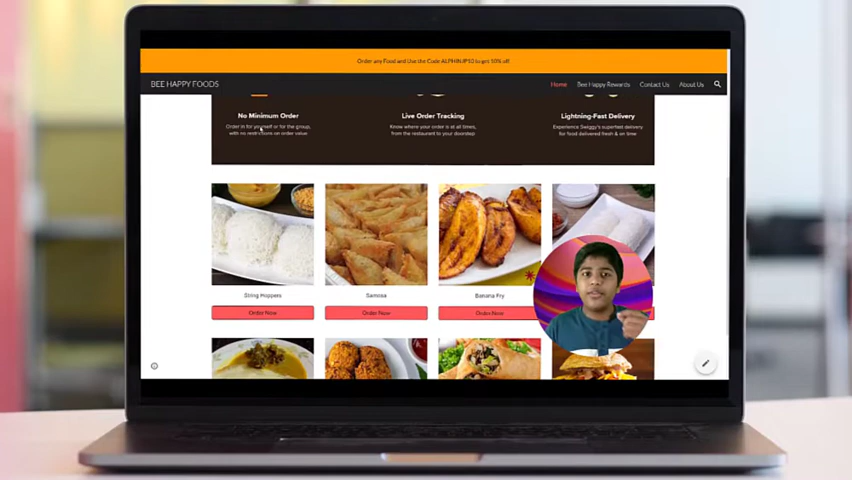 Order any Food and Use the Code ALPHINJP10 to get 10% off
BEE HAPPY FOODS
Home
Bee Happy Rewards
Contact Us
About Us
No Minimum Order
Order in for yourself or for the group,
with no restrictions on order value
Live Order Tracking
Know where your order is at all times,
from the restaurant to your doorstep
Lightning-Fast Delivery
Experience Swiggy's superfast delivery
for food delivered fresh & on time
String Hoppers
Samosa
Banana Fry
Order Now
Order Now
Order Now